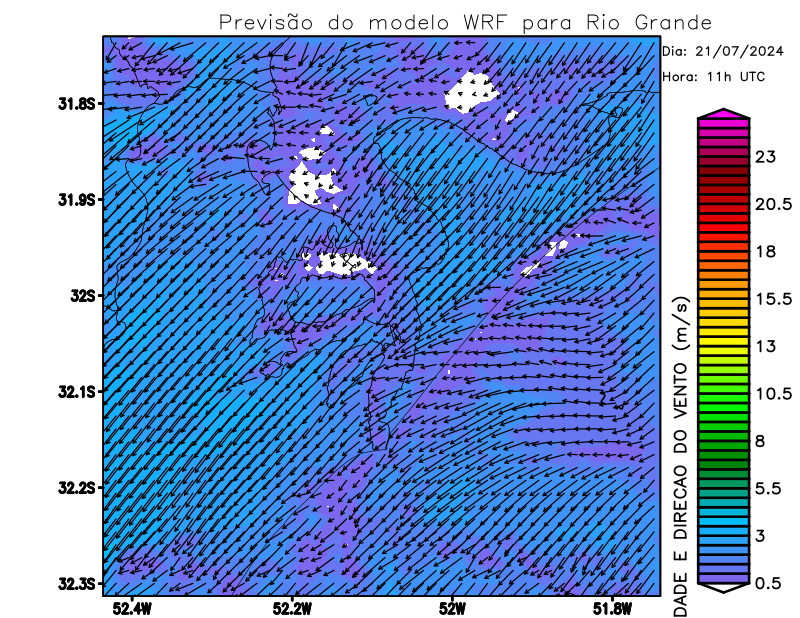 Previsão do modelo WRF para Rio Grande
Dia: 21/07/2024
Hora: 11h UTC
31.8S
31.9S
32S
32.1S
32.2S
32.3S
52.4W
52.2W
52W
51.8W
23
20.5
18
15.5
13
10.5
8
5.5
3
0.5
DADE E DIRECAO DO VENTO (m/s)